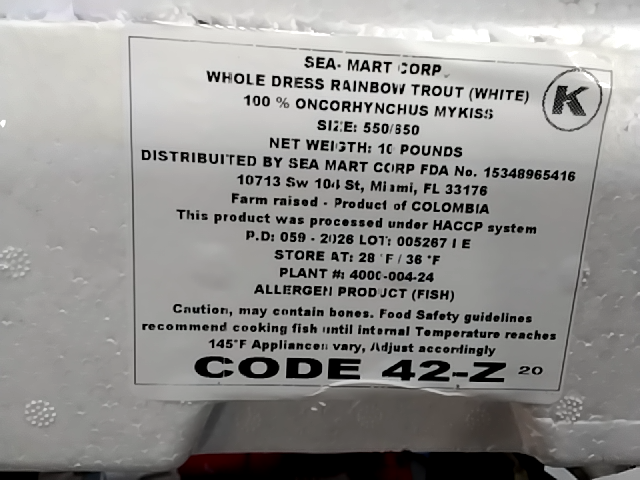 SEA- MART CORP.
WHOLE DRESS RAINBOW TROUT (WHITE)
K
100 % ONCORHYNCHUS MYKISS
SIZE: 550/850
NET WEIGTH: 10 POUNDS
DISTRIBUITED BY SEA MART CORP FDA No. 15348965416
10713 Sw 104 St, Miami, FL 33176
Farm raised - Product of COLOMBIA
This product was processed under HACCP system
P.D: 059 - 2026 LOT: 005267 I E
STORE AT: 28 °F / 36 °F
PLANT #: 4000-004-24
ALLERGEN PRODUCT (FISH)
Caution, may contain bones. Food Safety guidelines
recommend cooking fish until internal Temperature reaches
145°F Appliances vary, Adjust accordingly
CODE 42-Z 20